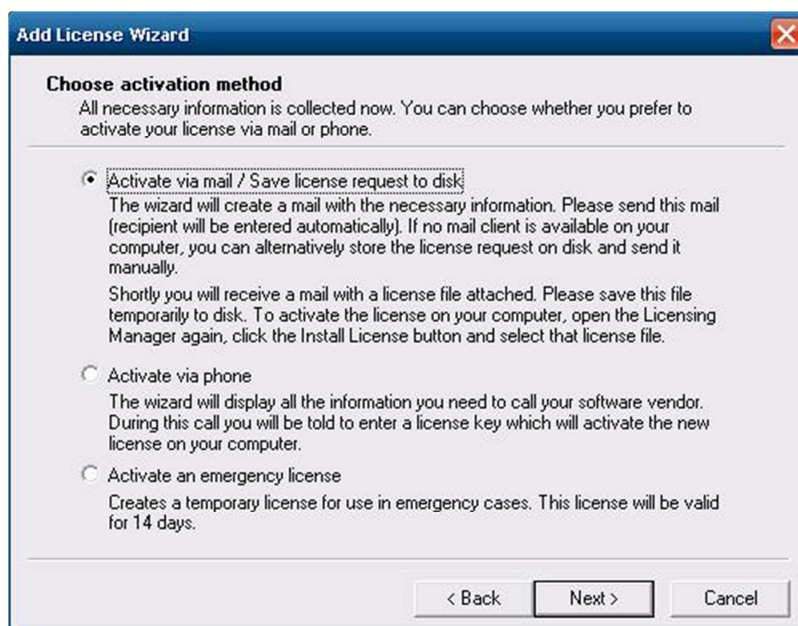 Add License Wizard
Choose activation method
All necessary information is collected now. You can choose whether you prefer to
activate your license via mail or phone.
Activate via mail / Save license request to disk
The wizard will create a mail with the necessary information. Please send this mail
(recipient will be entered automatically). If no mail client is available on your
computer, you can alternatively store the license request on disk and send it
manually.
Shortly you will receive a mail with a license file attached. Please save this file
temporarily to disk. To activate the license on your computer, open the Licensing
Manager again, click the Install License button and select that license file.
Activate via phone
The wizard will display all the information you need to call your software vendor.
During this call you will be told to enter a license key which will activate the new
license on your computer.
Activate an emergency license
Creates a temporary license for use in emergency cases. This license will be valid
for 14 days.
< Back Next > Cancel